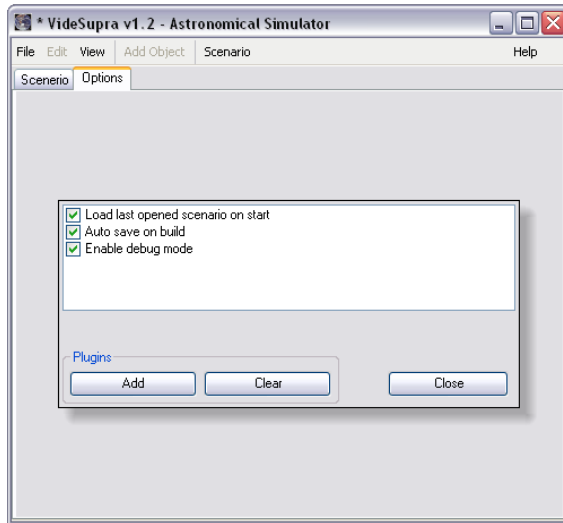 * VideSupra v1.2 - Astronomical Simulator
File Edit View Add Object Scenario Help
Scenerio Options
Load last opened scenario on start
Auto save on build
Enable debug mode
Plugins
Add Clear Close